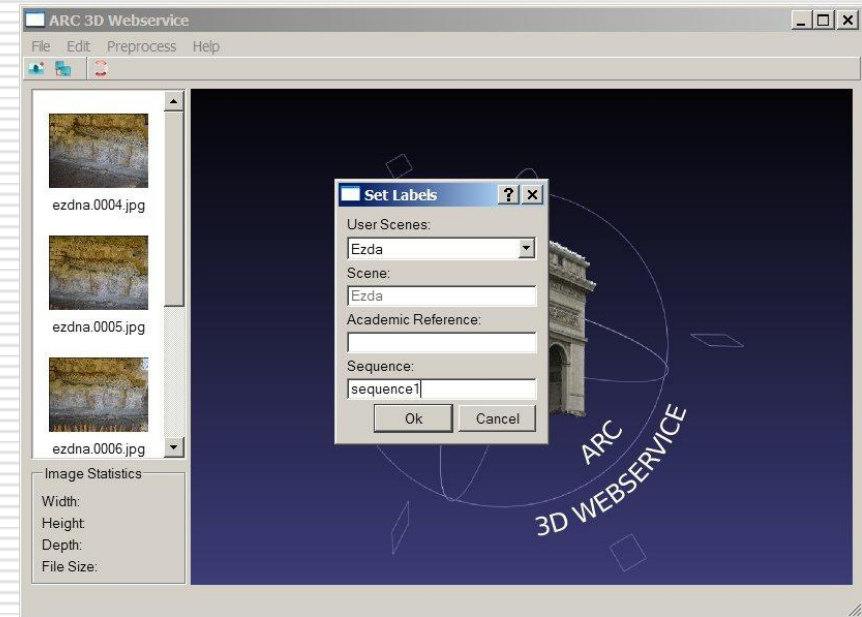 ARC 3D Webservice
File Edit Preprocess Help
ezdna.0004.jpg
ezdna.0005.jpg
ezdna.0006.jpg
Image Statistics
Width:
Height:
Depth:
File Size:
Set Labels
User Scenes:
Ezda
Scene:
Ezda
Academic Reference:
Sequence:
sequence1
Ok Cancel
ARC
3D WEBSERVICE